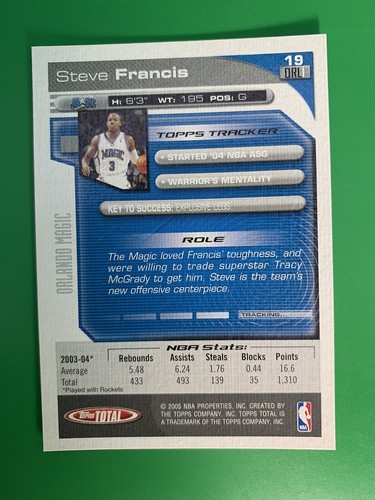 Steve Francis
19
ORL
H: 6'3" WT: 195 POS: G
MAGIC
3
TOPPS TRACKER
• STARTED '04 NBA ASG
• WARRIOR'S MENTALITY
KEY TO SUCCESS: EXPLOSIVE LEGS
ORLANDO MAGIC
ROLE
The Magic loved Francis' toughness, and
were willing to trade superstar Tracy
McGrady to get him. Steve is the team's
new offensive centerpiece.
TRACKING...
NBA Stats:
2003-04* Rebounds Assists Steals Blocks Points
Average 5.48 6.24 1.76 0.44 16.6
Total 433 493 139 35 1,310
*Played with Rockets
Topps TOTAL
© 2005 NBA PROPERTIES, INC. CREATED BY
THE TOPPS COMPANY, INC. TOPPS TOTAL IS
A TRADEMARK OF THE TOPPS COMPANY, INC.
NBA